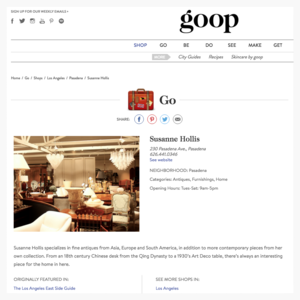 SIGN UP FOR OUR WEEKLY EMAILS >
goop
SHOP GO BE DO SEE MAKE GET
City Guides Recipes Skincare by goop
Home / Go / Shops / Los Angeles / Pasadena / Susanne Hollis
Go
SHARE:
Susanne Hollis
230 Pasadena Ave., Pasadena
626.441.0346
See website
NEIGHBORHOOD: Pasadena
Categories: Antiques, Furnishings, Home
Opening Hours: Tues-Sat: 9am-5pm
Susanne Hollis specializes in fine antiques from Asia, Europe and South America, in addition to more contemporary pieces from her
own collection. From an 18th century Chinese desk from the Qing Dynasty to a 1930's Art Deco table, there's always an interesting
piece for the home in here.
ORIGINALLY FEATURED IN:
The Los Angeles East Side Guide
SEE MORE SHOPS IN:
Los Angeles